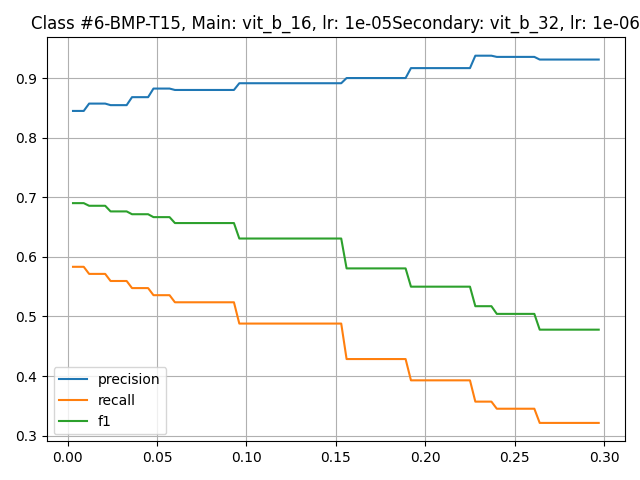 Class #6-BMP-T15, Main: vit_b_16, lr: 1e-05Secondary: vit_b_32, lr: 1e-06
0.9
0.8
0.7
0.6
0.5
0.4
0.3
precision
recall
f1
0.00 0.05 0.10 0.15 0.20 0.25 0.30